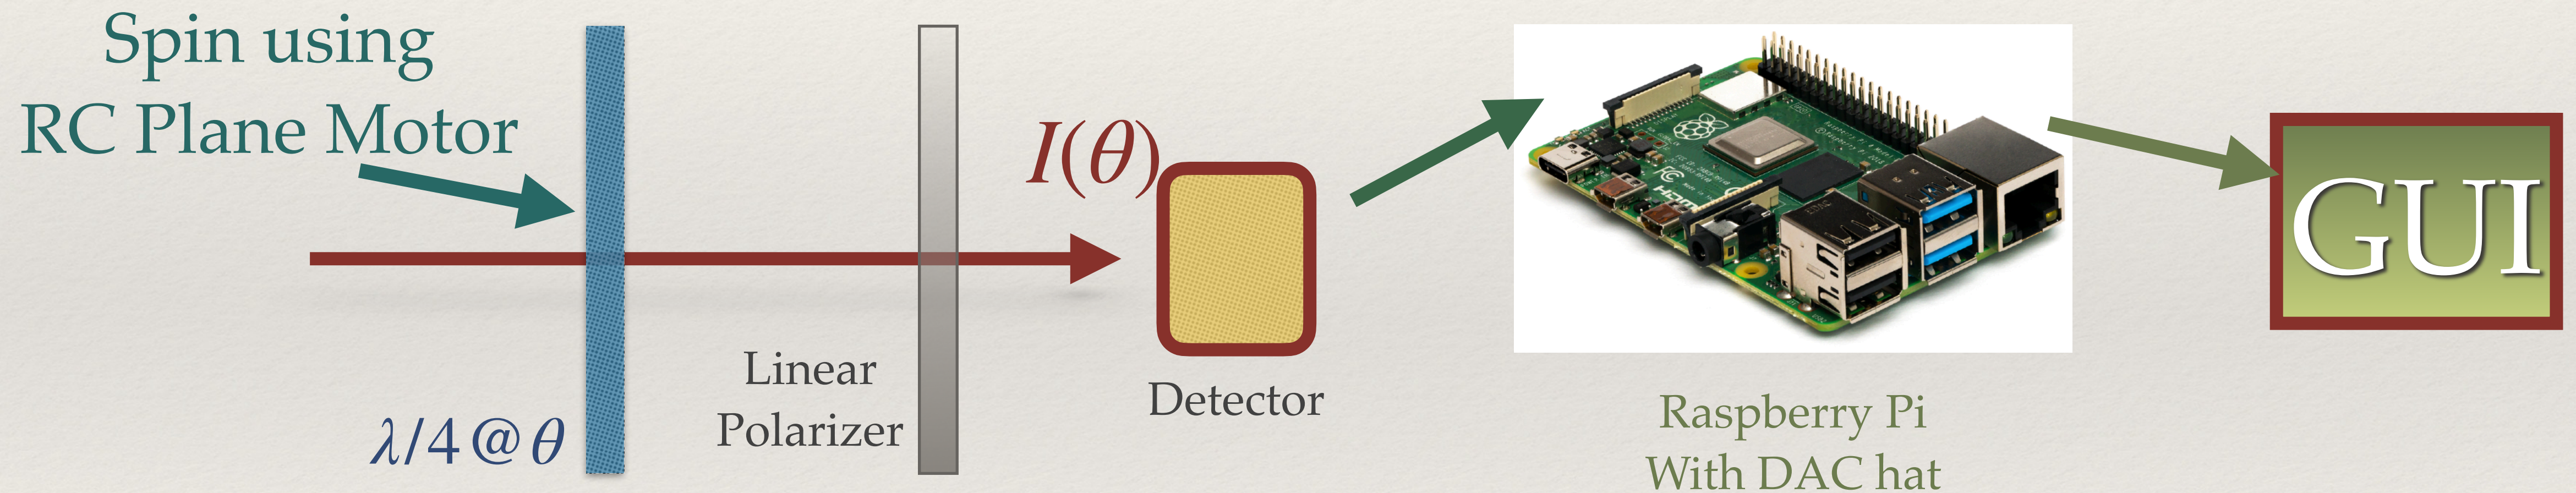 Spin using
RC Plane Motor
λ/4@θ
Linear
Polarizer
I(θ)
Detector
Raspberry Pi
With DAC hat
GUI